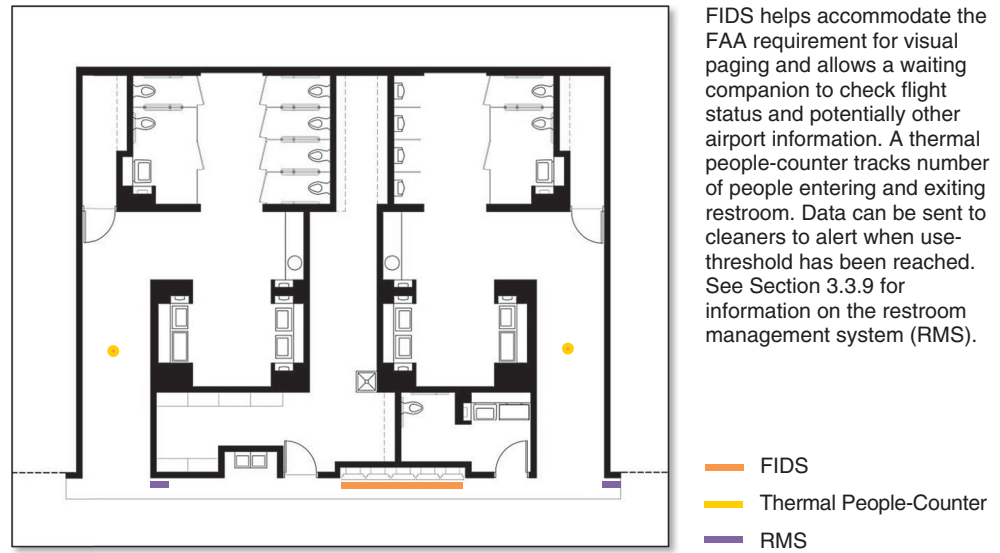 FIDS helps accommodate the
FAA requirement for visual
paging and allows a waiting
companion to check flight
status and potentially other
airport information. A thermal
people-counter tracks number
of people entering and exiting
restroom. Data can be sent to
cleaners to alert when use-
threshold has been reached.
See Section 3.3.9 for
information on the restroom
management system (RMS).
FIDS
Thermal People-Counter
RMS